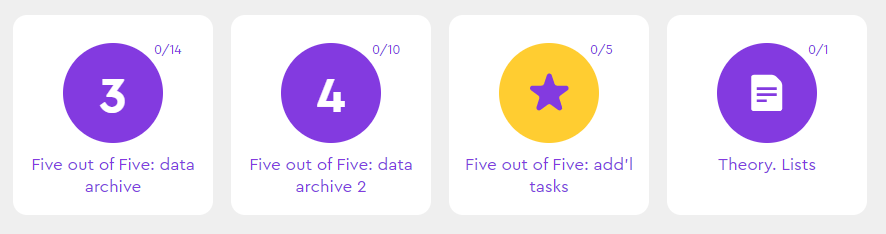 0/14
3
Five out of Five: data
archive
0/10
4
Five out of Five: data
archive 2
0/5
Five out of Five: add'l
tasks
0/1
Theory. Lists